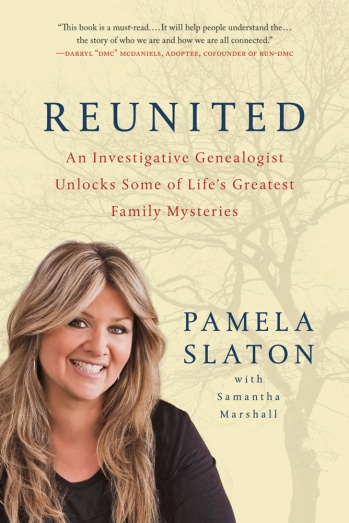 “This book is a must-read....It will help people understand the...
the story of who we are and how we are all connected.”
—DARRYL “DMC” MCDANIELS, ADOPTEE, COFOUNDER OF RUN-DMC
REUNITED
An Investigative Genealogist
Unlocks Some of Life’s Greatest
Family Mysteries
PAMELA
SLATON
with
Samantha
Marshall